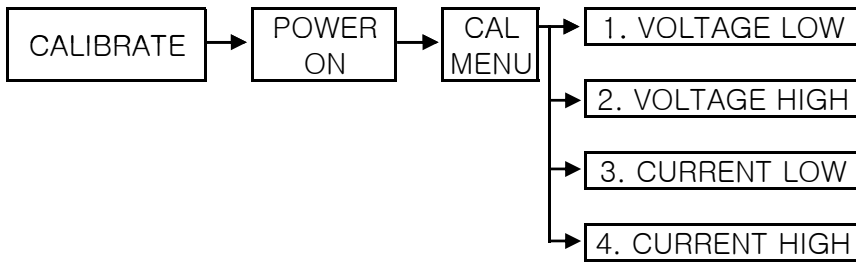 CALIBRATE
POWER
ON
CAL
MENU
1. VOLTAGE LOW
2. VOLTAGE HIGH
3. CURRENT LOW
4. CURRENT HIGH